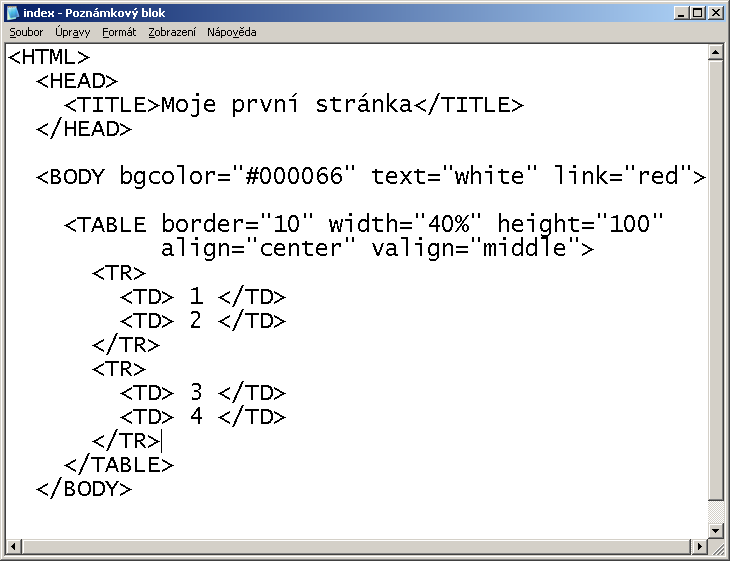 index - Poznámkový blok
Soubor Úpravy Formát Zobrazení Nápověda
<HTML>
  <HEAD>
    <TITLE>Moje první stránka</TITLE>
  </HEAD>

  <BODY bgcolor="#000066" text="white" link="red">

    <TABLE border="10" width="40%" height="100"
           align="center" valign="middle">
      <TR>
        <TD> 1 </TD>
        <TD> 2 </TD>
      </TR>
      <TR>
        <TD> 3 </TD>
        <TD> 4 </TD>
      </TR>
    </TABLE>
  </BODY>